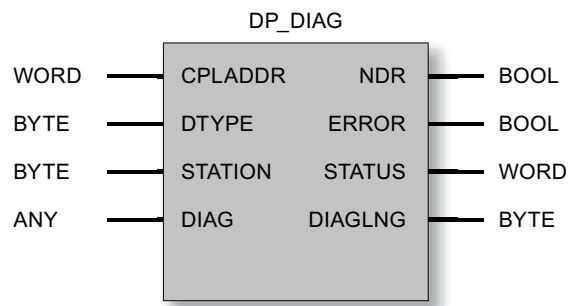 DP_DIAG
WORD CPLADDR NDR BOOL
BYTE DTYPE ERROR BOOL
BYTE STATION STATUS WORD
ANY DIAG DIAGLNG BYTE